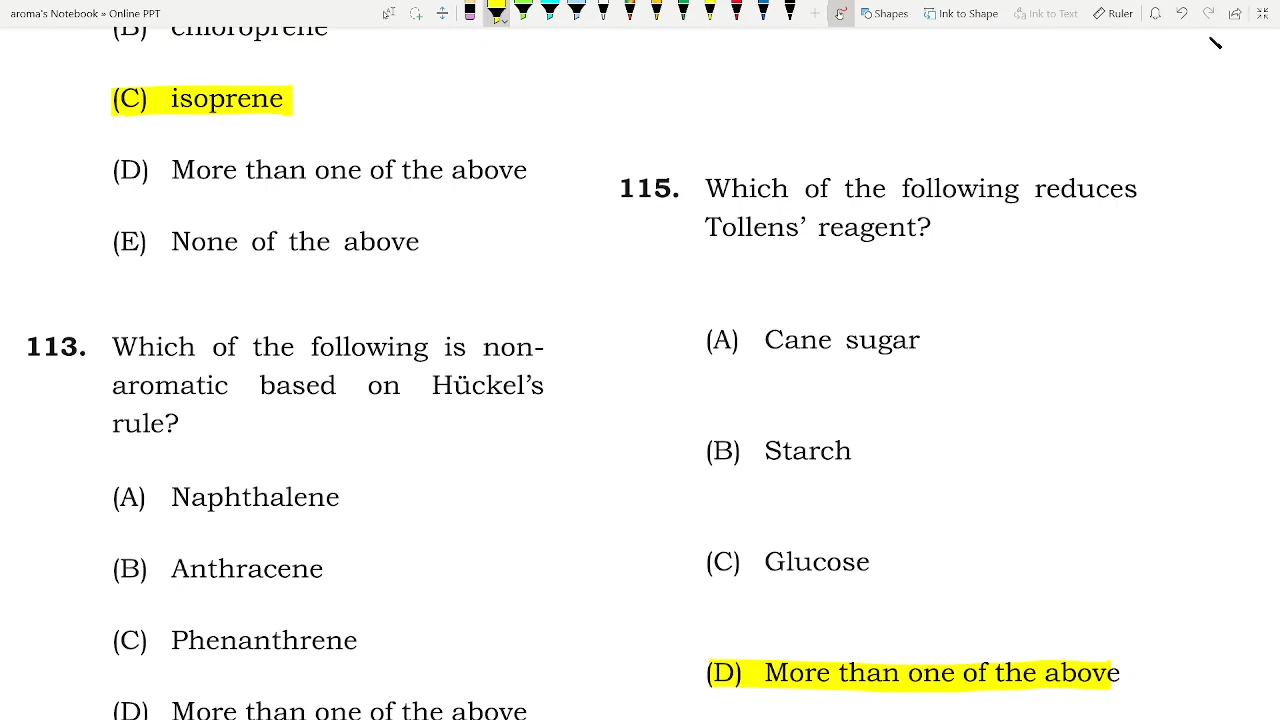 aroma's Notebook » Online PPT
Shapes
Ink to Shape
Ink to Text
Ruler
(B) chloroprene
(C) isoprene
(D) More than one of the above
(E) None of the above
113. Which of the following is non-
aromatic based on Hückel's
rule?
(A) Naphthalene
(B) Anthracene
(C) Phenanthrene
(D) More than one of the above
115. Which of the following reduces
Tollens' reagent?
(A) Cane sugar
(B) Starch
(C) Glucose
(D) More than one of the above